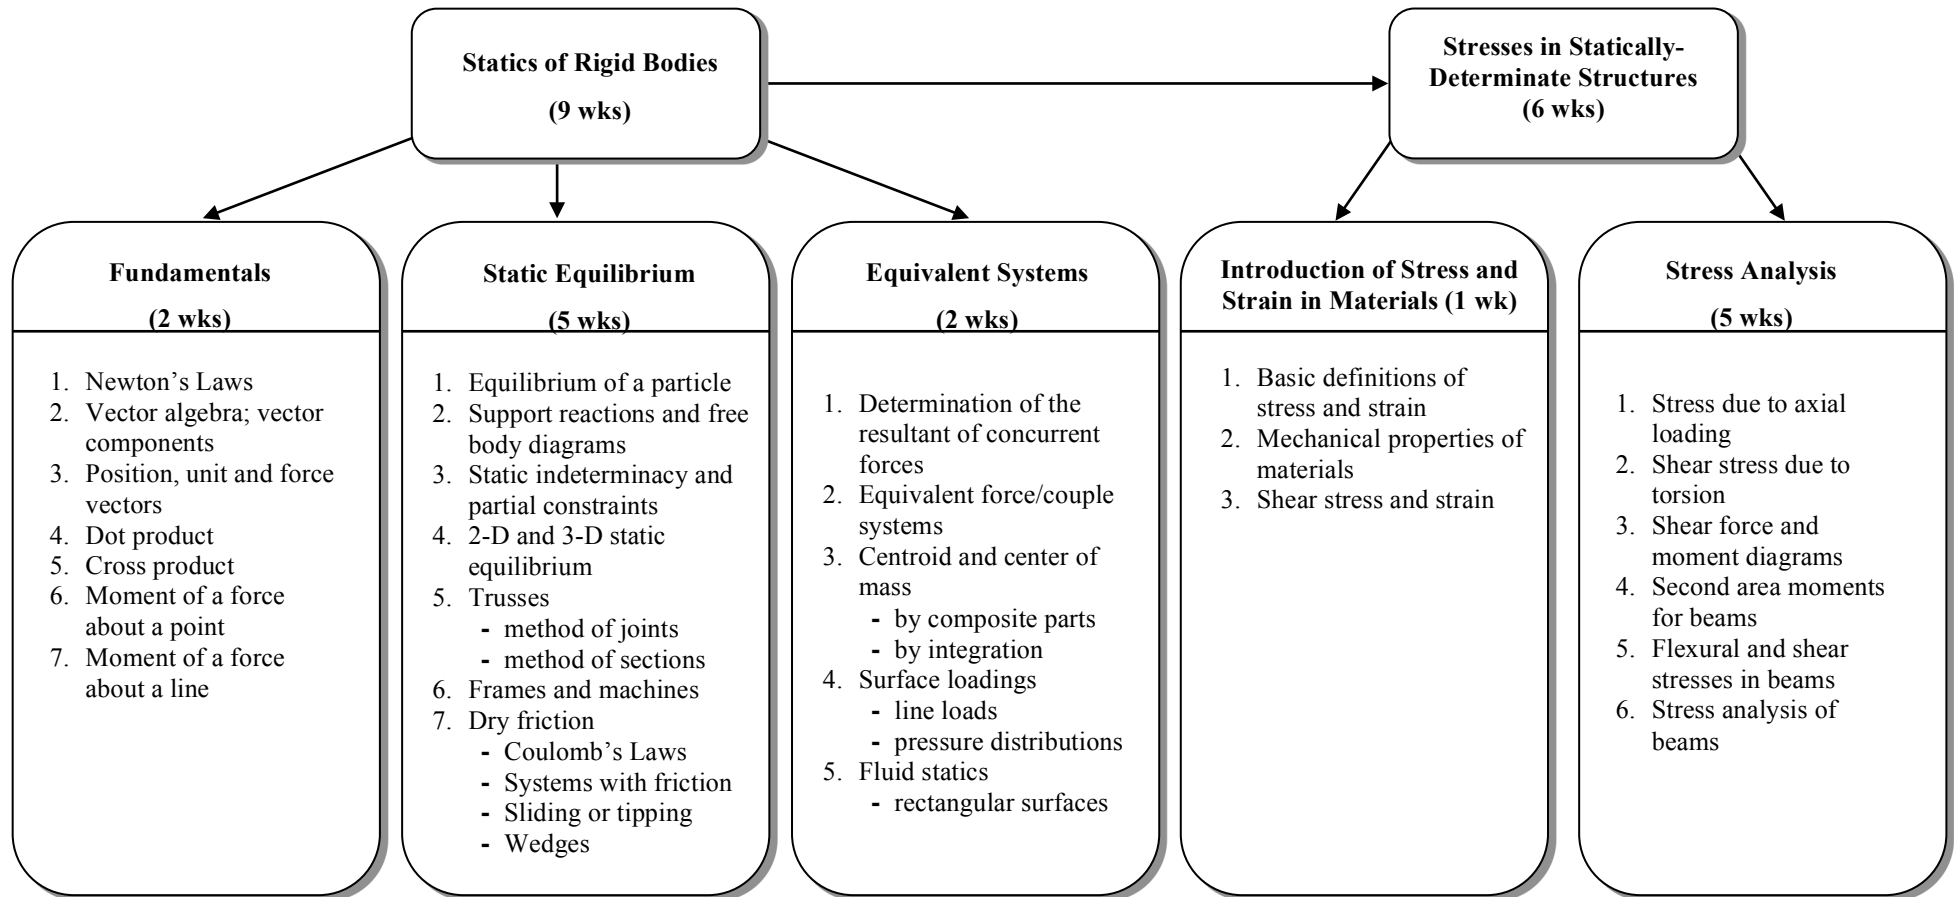 Statics of Rigid Bodies
(9 wks)
Stresses in Statically-
Determinate Structures
(6 wks)
Fundamentals
(2 wks)
1. Newton’s Laws
2. Vector algebra; vector
components
3. Position, unit and force
vectors
4. Dot product
5. Cross product
6. Moment of a force
about a point
7. Moment of a force
about a line
Static Equilibrium
(5 wks)
1. Equilibrium of a particle
2. Support reactions and free
body diagrams
3. Static indeterminacy and
partial constraints
4. 2-D and 3-D static
equilibrium
5. Trusses
- method of joints
- method of sections
6. Frames and machines
7. Dry friction
- Coulomb’s Laws
- Systems with friction
- Sliding or tipping
- Wedges
Equivalent Systems
(2 wks)
1. Determination of the
resultant of concurrent
forces
2. Equivalent force/couple
systems
3. Centroid and center of
mass
- by composite parts
- by integration
4. Surface loadings
- line loads
- pressure distributions
5. Fluid statics
- rectangular surfaces
Introduction of Stress and
Strain in Materials (1 wk)
1. Basic definitions of
stress and strain
2. Mechanical properties of
materials
3. Shear stress and strain
Stress Analysis
(5 wks)
1. Stress due to axial
loading
2. Shear stress due to
torsion
3. Shear force and
moment diagrams
4. Second area moments
for beams
5. Flexural and shear
stresses in beams
6. Stress analysis of
beams